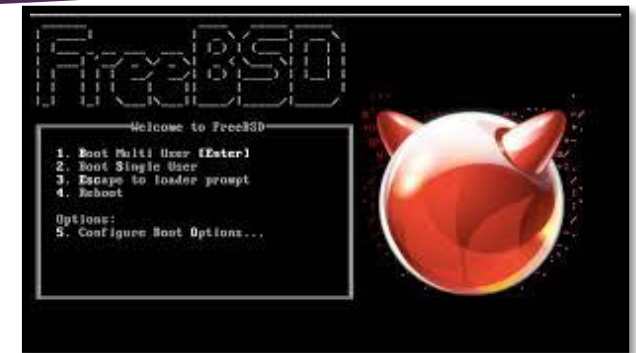 FreeBSD
Welcome to FreeBSD
1. Boot Multi User [Enter]
2. Boot Single User
3. Escape to loader prompt
4. Reboot
Options:
5. Configure Boot Options...